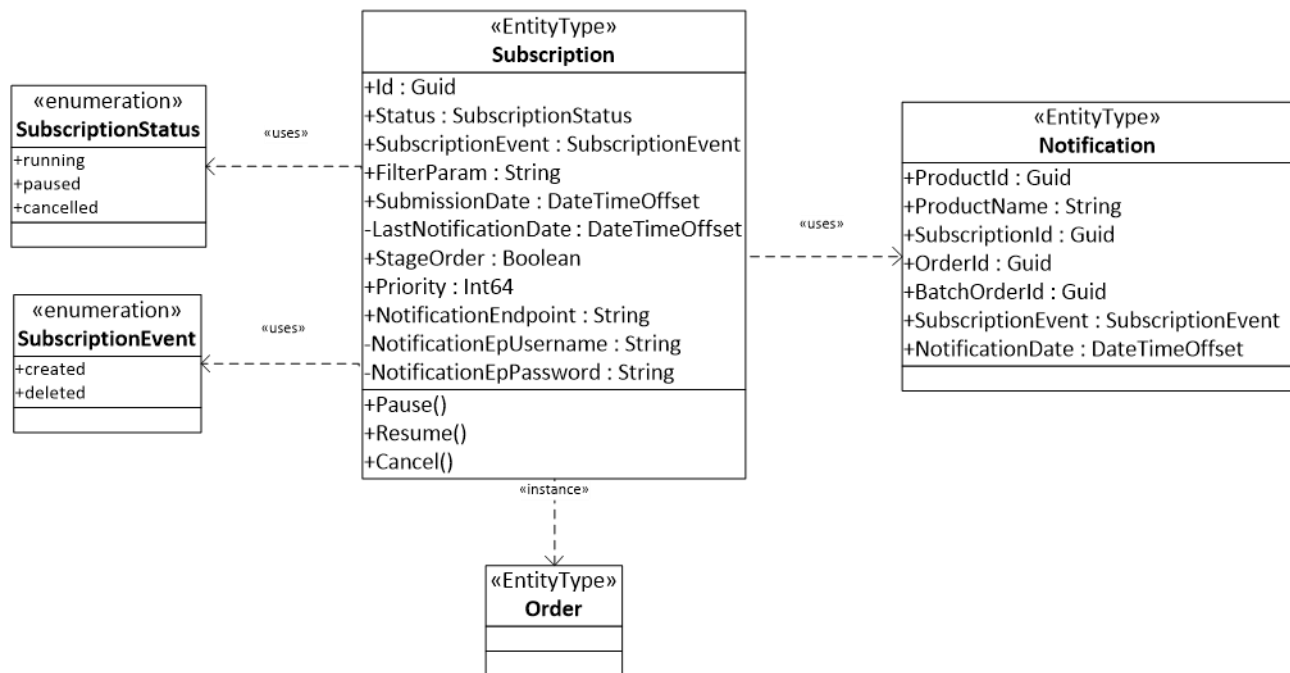 «EntityType»
Subscription
+Id : Guid
+Status : SubscriptionStatus
+SubscriptionEvent : SubscriptionEvent
+FilterParam : String
+SubmissionDate : DateTimeOffset
-LastNotificationDate : DateTimeOffset
+StageOrder : Boolean
+Priority : Int64
+NotificationEndpoint : String
-NotificationEpUsername : String
-NotificationEpPassword : String
+Pause()
+Resume()
+Cancel()
«enumeration»
SubscriptionStatus
+running
+paused
+cancelled
«uses»
«enumeration»
SubscriptionEvent
+created
+deleted
«uses»
«uses»
«EntityType»
Notification
+ProductId : Guid
+ProductName : String
+SubscriptionId : Guid
+OrderId : Guid
+BatchOrderId : Guid
+SubscriptionEvent : SubscriptionEvent
+NotificationDate : DateTimeOffset
«instance»
«EntityType»
Order